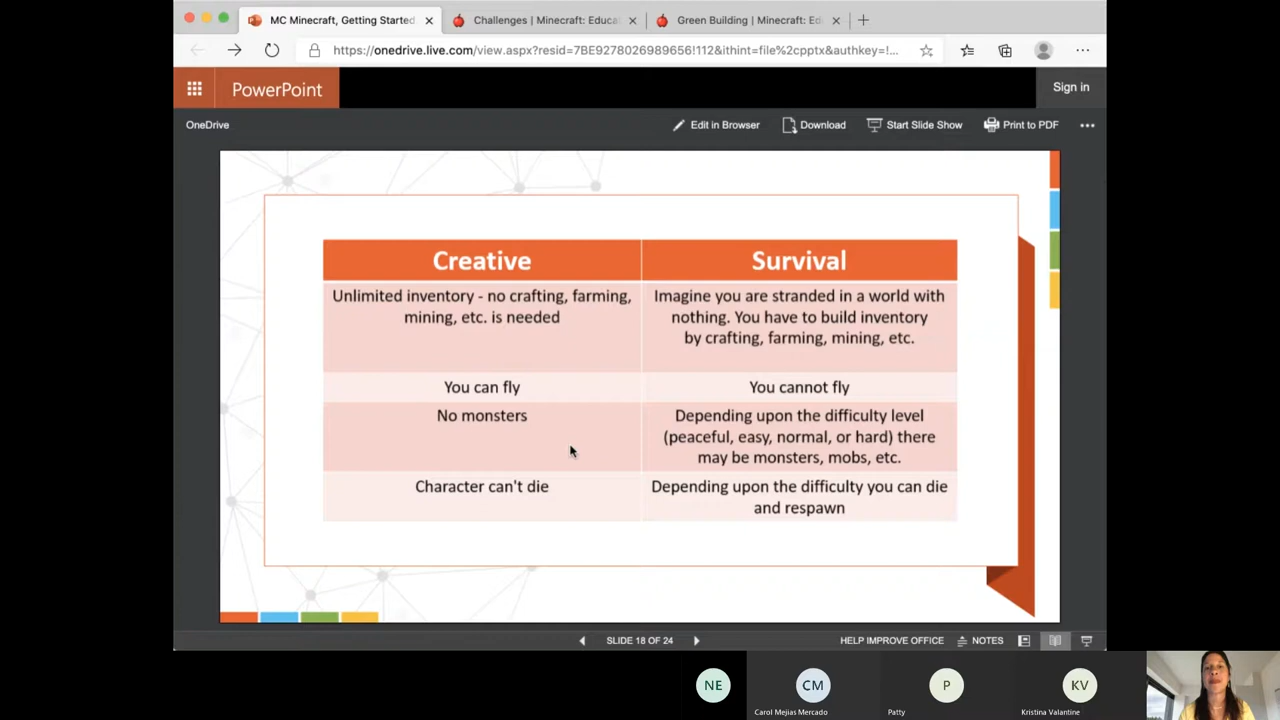 MC Minecraft, Getting Started
Challenges | Minecraft: Educa
Green Building | Minecraft: Ed
https://onedrive.live.com/view.aspx?resid=7BE9278026989656!112&ithint=file%2cpptx&authkey=!...
PowerPoint
Sign in
OneDrive
Edit in Browser
Download
Start Slide Show
Print to PDF
Creative
Survival
Unlimited inventory - no crafting, farming,
mining, etc. is needed
Imagine you are stranded in a world with
nothing. You have to build inventory
by crafting, farming, mining, etc.
You can fly
You cannot fly
No monsters
Depending upon the difficulty level
(peaceful, easy, normal, or hard) there
may be monsters, mobs, etc.
Character can't die
Depending upon the difficulty you can die
and respawn
SLIDE 18 OF 24
HELP IMPROVE OFFICE
NOTES
NE
CM
Carol Mejias Mercado
P
Patty
KV
Kristina Valantine